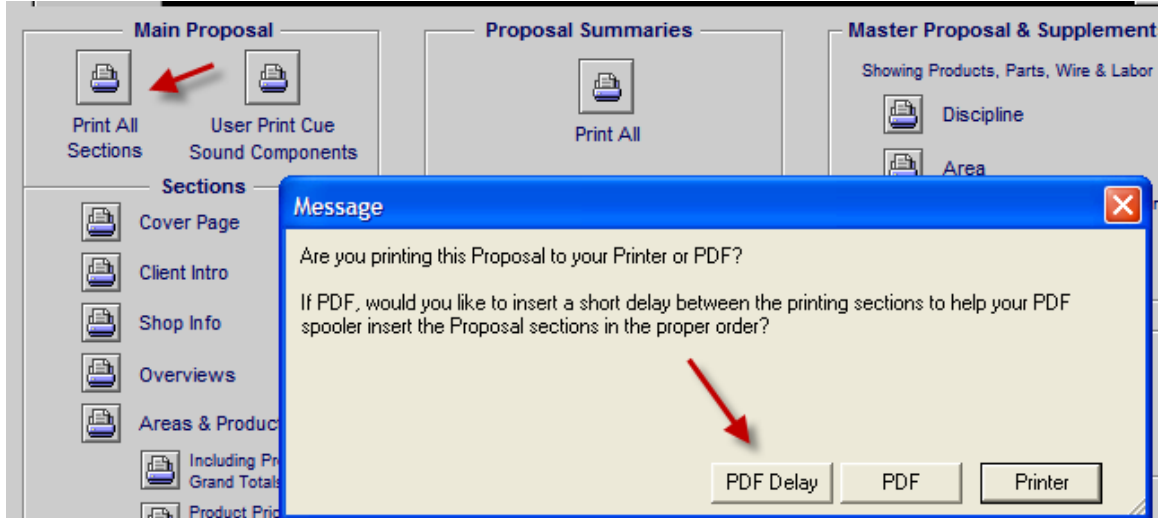 Main Proposal
Print All
Sections
User Print Cue
Sound Components
Proposal Summaries
Print All
Master Proposal & Supplement
Showing Products, Parts, Wire & Labor
Discipline
Area
Sections
Cover Page
Client Intro
Shop Info
Overviews
Areas & Produc
Including Pr
Grand Totals
Product Pric
Message
Are you printing this Proposal to your Printer or PDF?
If PDF, would you like to insert a short delay between the printing sections to help your PDF
spooler insert the Proposal sections in the proper order?
PDF Delay
PDF
Printer